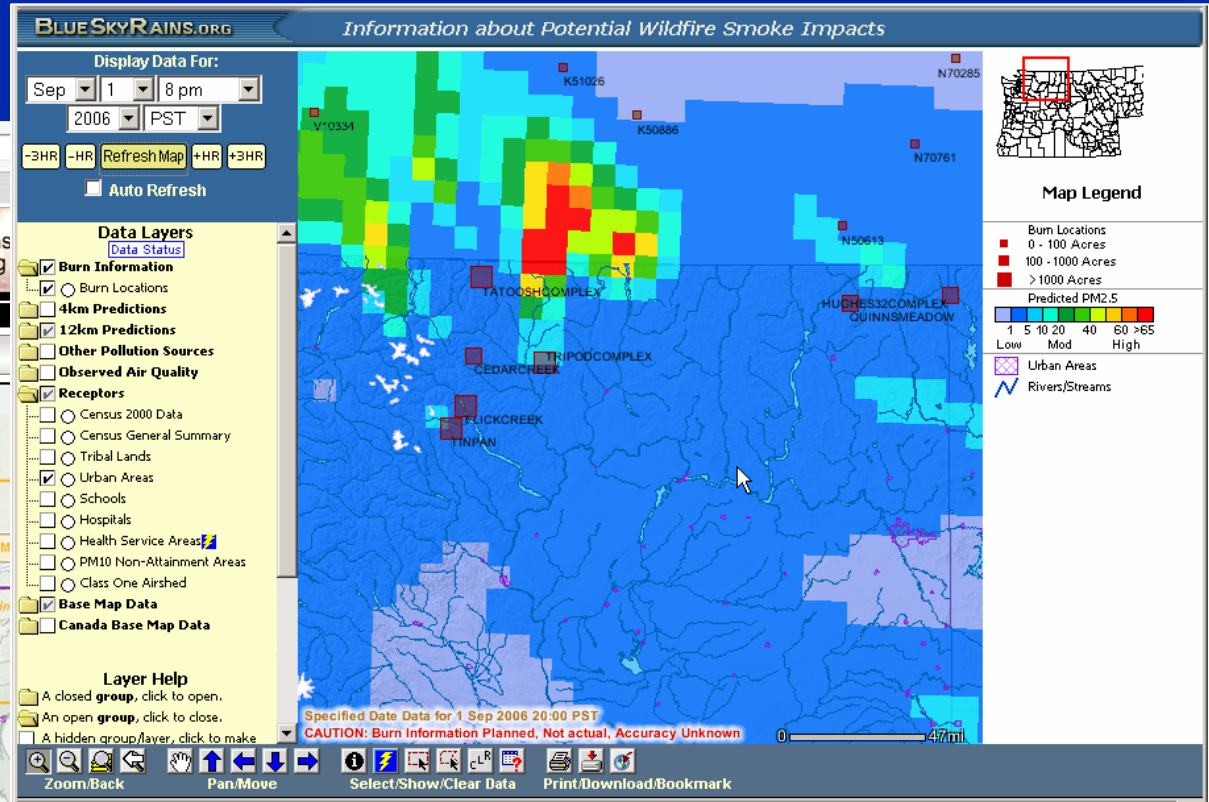 BLUESKYRAINS.ORG
Information about Potential Wildfire Smoke Impacts
Display Data For:
Sep 1 8 pm
2006 PST
-3HR -HR Refresh Map +HR +3HR
Auto Refresh
Data Layers
Data Status
Burn Information
Burn Locations
4km Predictions
12km Predictions
Other Pollution Sources
Observed Air Quality
Receptors
Census 2000 Data
Census General Summary
Tribal Lands
Urban Areas
Schools
Hospitals
Health Service Areas
PM10 Non-Attainment Areas
Class One Airshed
Base Map Data
Canada Base Map Data
Layer Help
A closed group, click to open.
An open group, click to close.
A hidden group/layer, click to make
K51026
N70285
V10334
K50886
N70761
N50613
TATOOSHCOMPLEX
HUGHES32COMPLEX
QUINNSMEADOW
TRIPODCOMPLEX
CEDARCREEK
FLICKCREEK
TINPAN
Specified Date Data for 1 Sep 2006 20:00 PST
CAUTION: Burn Information Planned, Not actual, Accuracy Unknown
0 47mi
Map Legend
Burn Locations
0 - 100 Acres
100 - 1000 Acres
>1000 Acres
Predicted PM2.5
1 5 10 20 40 60 >65
Low Mod High
Urban Areas
Rivers/Streams
Zoom/Back Pan/Move Select/Show/Clear Data Print/Download/Bookmark